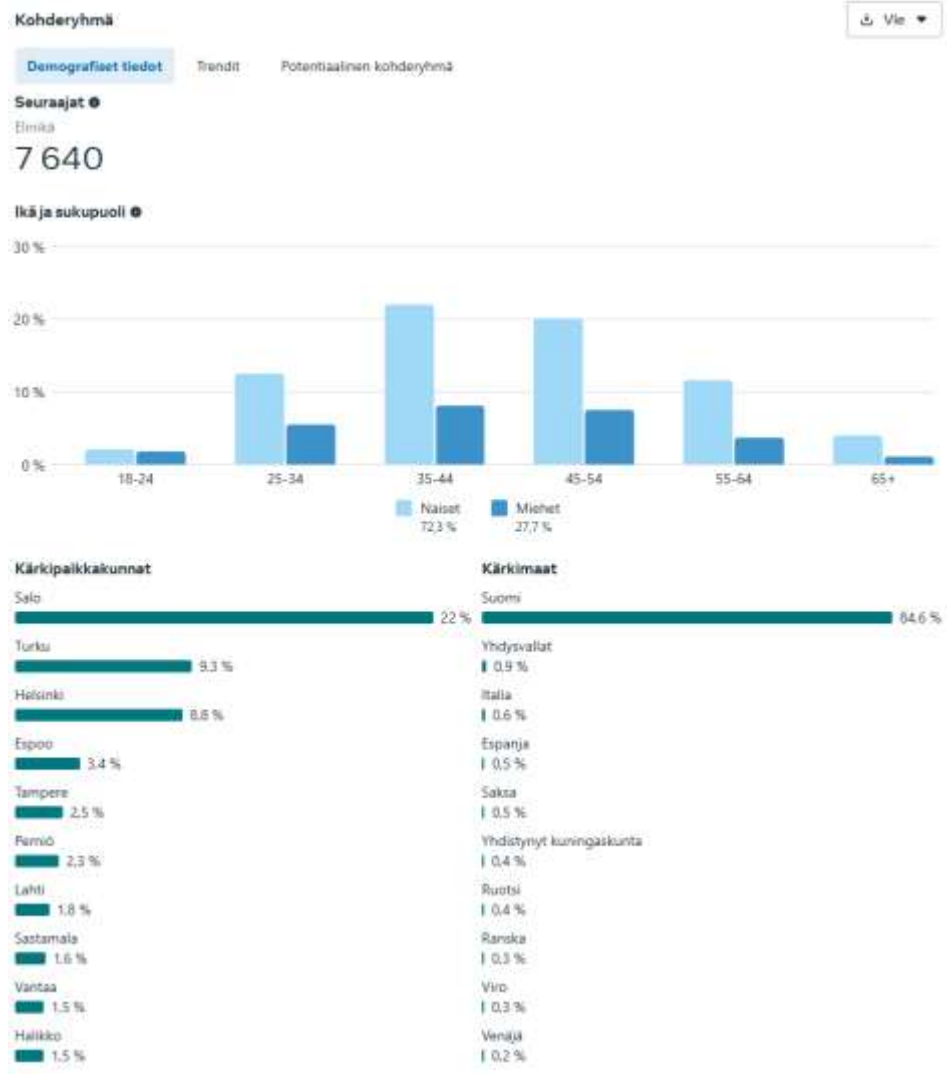 Kohderyhmä
Vie
Demografiset tiedot Trendit Potentiaalinen kohderyhmä
Seuraajat
Elinikä
7 640
Ikä ja sukupuoli
30 %
20 %
10 %
0 %
18-24 25-34 35-44 45-54 55-64 65+
Naiset Miehet
72,3 % 27,7 %
Kärkipaikkakunnat
Salo
22 %
Turku
9.3 %
Helsinki
8.8 %
Espoo
3.4 %
Tampere
2,5 %
Perniö
2,3 %
Lahti
1.8 %
Sastamala
1.6 %
Vantaa
1.5 %
Halikko
1.5 %
Kärkimaat
Suomi
84.6 %
Yhdysvallat
0.9 %
Italia
0.6 %
Espanja
0.5 %
Saksa
0.5 %
Yhdistynyt kuningaskunta
0.4 %
Ruotsi
0.4 %
Ranska
0.3 %
Viro
0.3 %
Venäjä
0.2 %